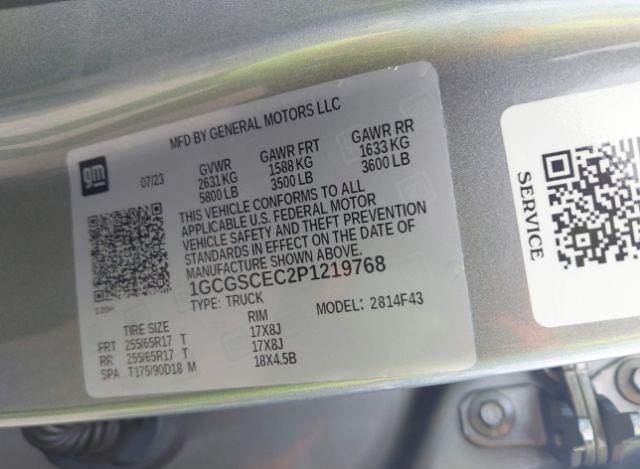 MFD BY GENERAL MOTORS LLC
gm
07/23
GVWR GAWR FRT GAWR RR
2631 KG 1588 KG 1633 KG
5800 LB 3500 LB 3600 LB
THIS VEHICLE CONFORMS TO ALL
APPLICABLE U.S. FEDERAL MOTOR
VEHICLE SAFETY AND THEFT PREVENTION
STANDARDS IN EFFECT ON THE DATE OF
MANUFACTURE SHOWN ABOVE.
1GCGSCEC2P1219768
TYPE: TRUCK MODEL: 2814F43
TIRE SIZE RIM
FRT 255/65R17 T 17X8J
RR 255/65R17 T 17X8J
SPA T175/90D18 M 18X4.5B
SERVICE